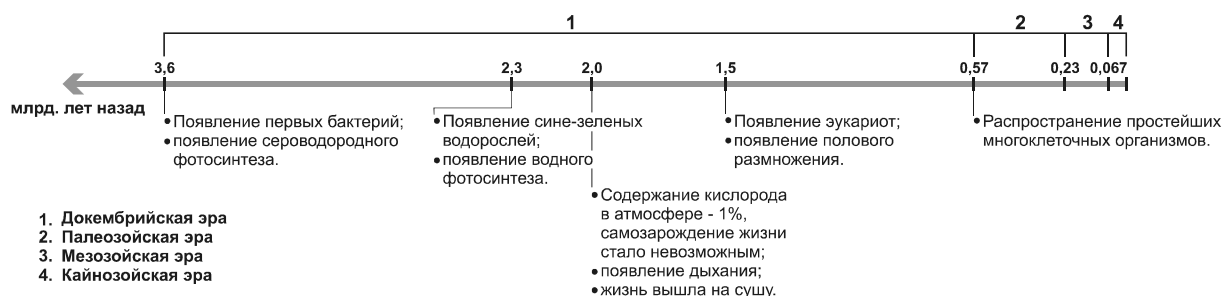 1 2 3 4
3,6 2,3 2,0 1,5 0,57 0,23 0,067
млрд. лет назад
• Появление первых бактерий;
• появление сероводородного
фотосинтеза.
• Появление сине-зеленых
водорослей;
• появление водного
фотосинтеза.
• Содержание кислорода
в атмосфере - 1%,
самозарождение жизни
стало невозможным;
• появление дыхания;
• жизнь вышла на сушу.
• Появление эукариот;
• появление полового
размножения.
• Распространение простейших
многоклеточных организмов.
1. Докембрийская эра
2. Палеозойская эра
3. Мезозойская эра
4. Кайнозойская эра